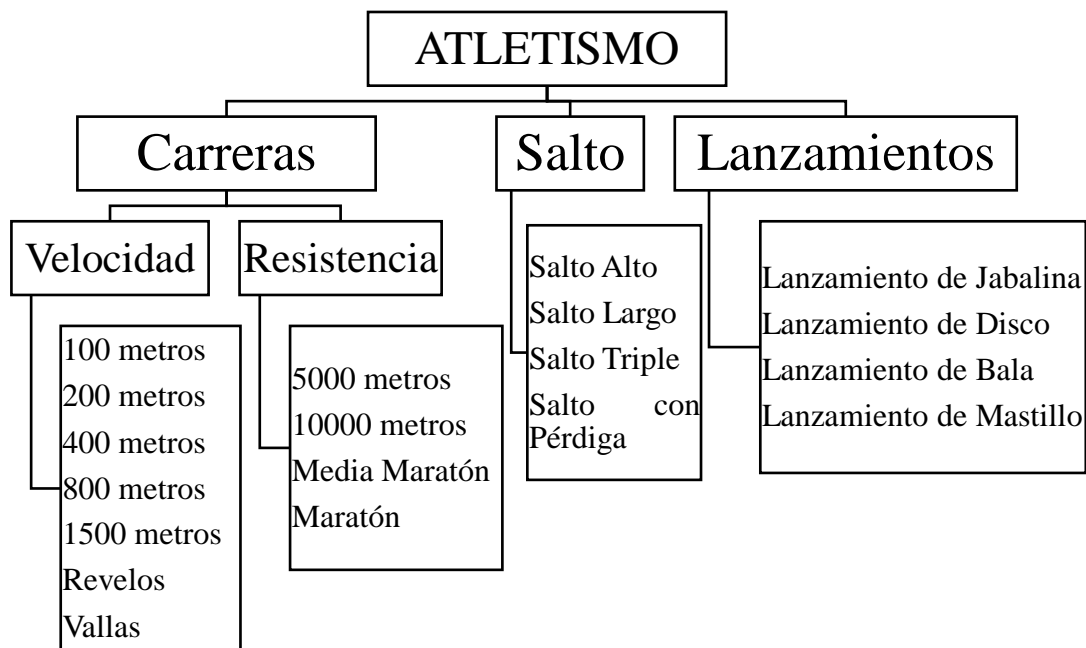 ATLETISMO
Carreras
Salto
Lanzamientos
Velocidad
Resistencia
100 metros
200 metros
400 metros
800 metros
1500 metros
Revelos
Vallas
5000 metros
10000 metros
Media Maratón
Maratón
Salto Alto
Salto Largo
Salto Triple
Salto con
Pérdiga
Lanzamiento de Jabalina
Lanzamiento de Disco
Lanzamiento de Bala
Lanzamiento de Mastillo